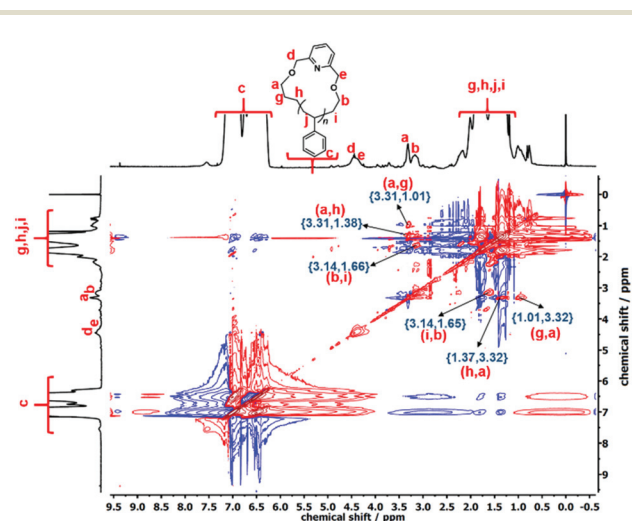 d
e
N
O
O
a
b
g
h
i
j
n
c
c
g,h,j,i
d e
a
b
g,h,j,i
a b
d e
c
(a,g)
{3.31,1.01}
(a,h)
{3.31,1.38}
{3.14,1.66}
(b,i)
{3.14,1.65}
(i,b)
{1.37,3.32}
(h,a)
{1.01,3.32}
(g,a)
0
1
2
3
4
5
6
7
8
9
chemical shift / ppm
9.5 9.0 8.5 8.0 7.5 7.0 6.5 6.0 5.5 5.0 4.5 4.0 3.5 3.0 2.5 2.0 1.5 1.0 0.5 0.0 -0.5
chemical shift / ppm